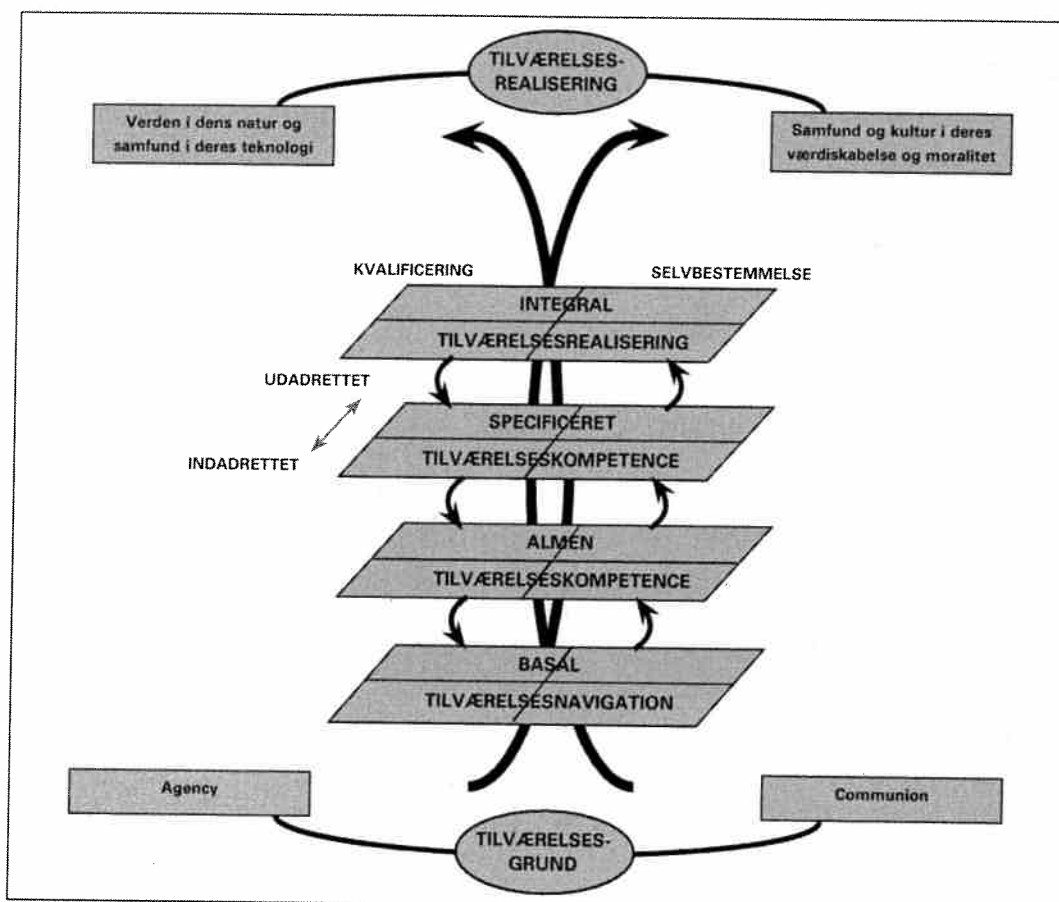 TILVÆRELSES-
REALISERING
Verden i dens natur og
samfund i deres teknologi
Samfund og kultur i deres
værdiskabelse og moralitet
KVALIFICERING
SELVBESTEMMELSE
INTEGRAL
TILVÆRELSESREALISERING
UDADRETTET
INDADRETTET
SPECIFICERET
TILVÆRELSESKOMPETENCE
ALMEN
TILVÆRELSESKOMPETENCE
BASAL
TILVÆRELSESNAVIGATION
Agency
Communion
TILVÆRELSES-
GRUND